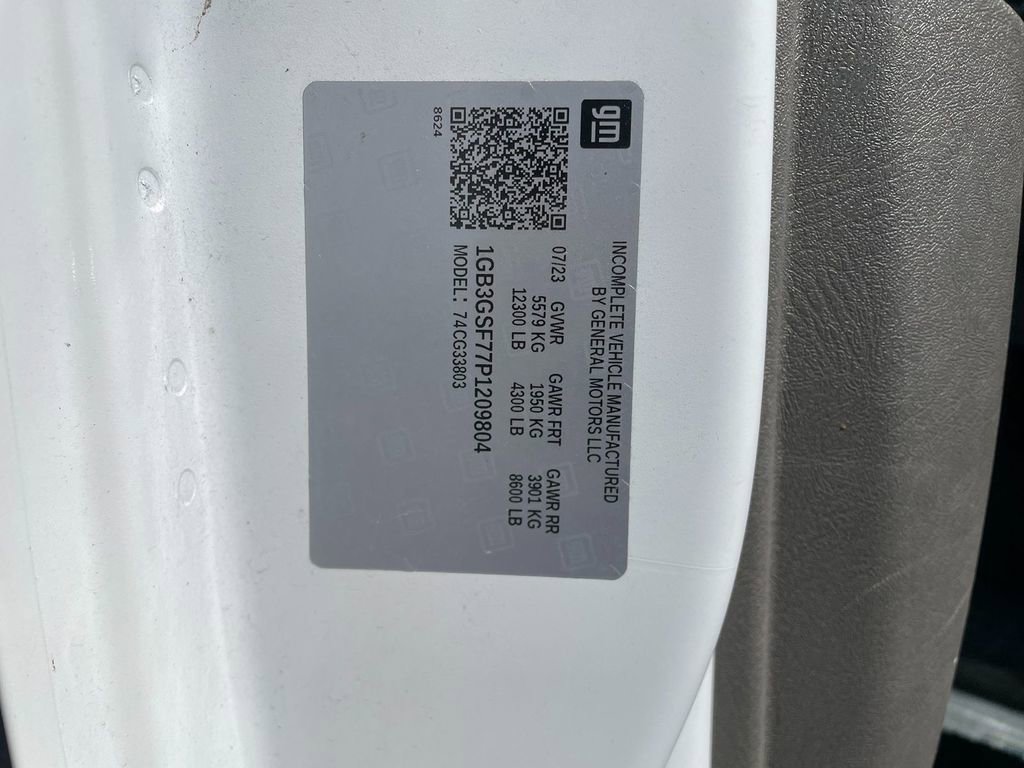 gm
INCOMPLETE VEHICLE MANUFACTURED
BY GENERAL MOTORS LLC
07/23 GVWR GAWR FRT GAWR RR
5579 KG 1950 KG 3901 KG
12300 LB 4300 LB 8600 LB
1GB3GSF77P1209804
MODEL: 74CG33803
8624